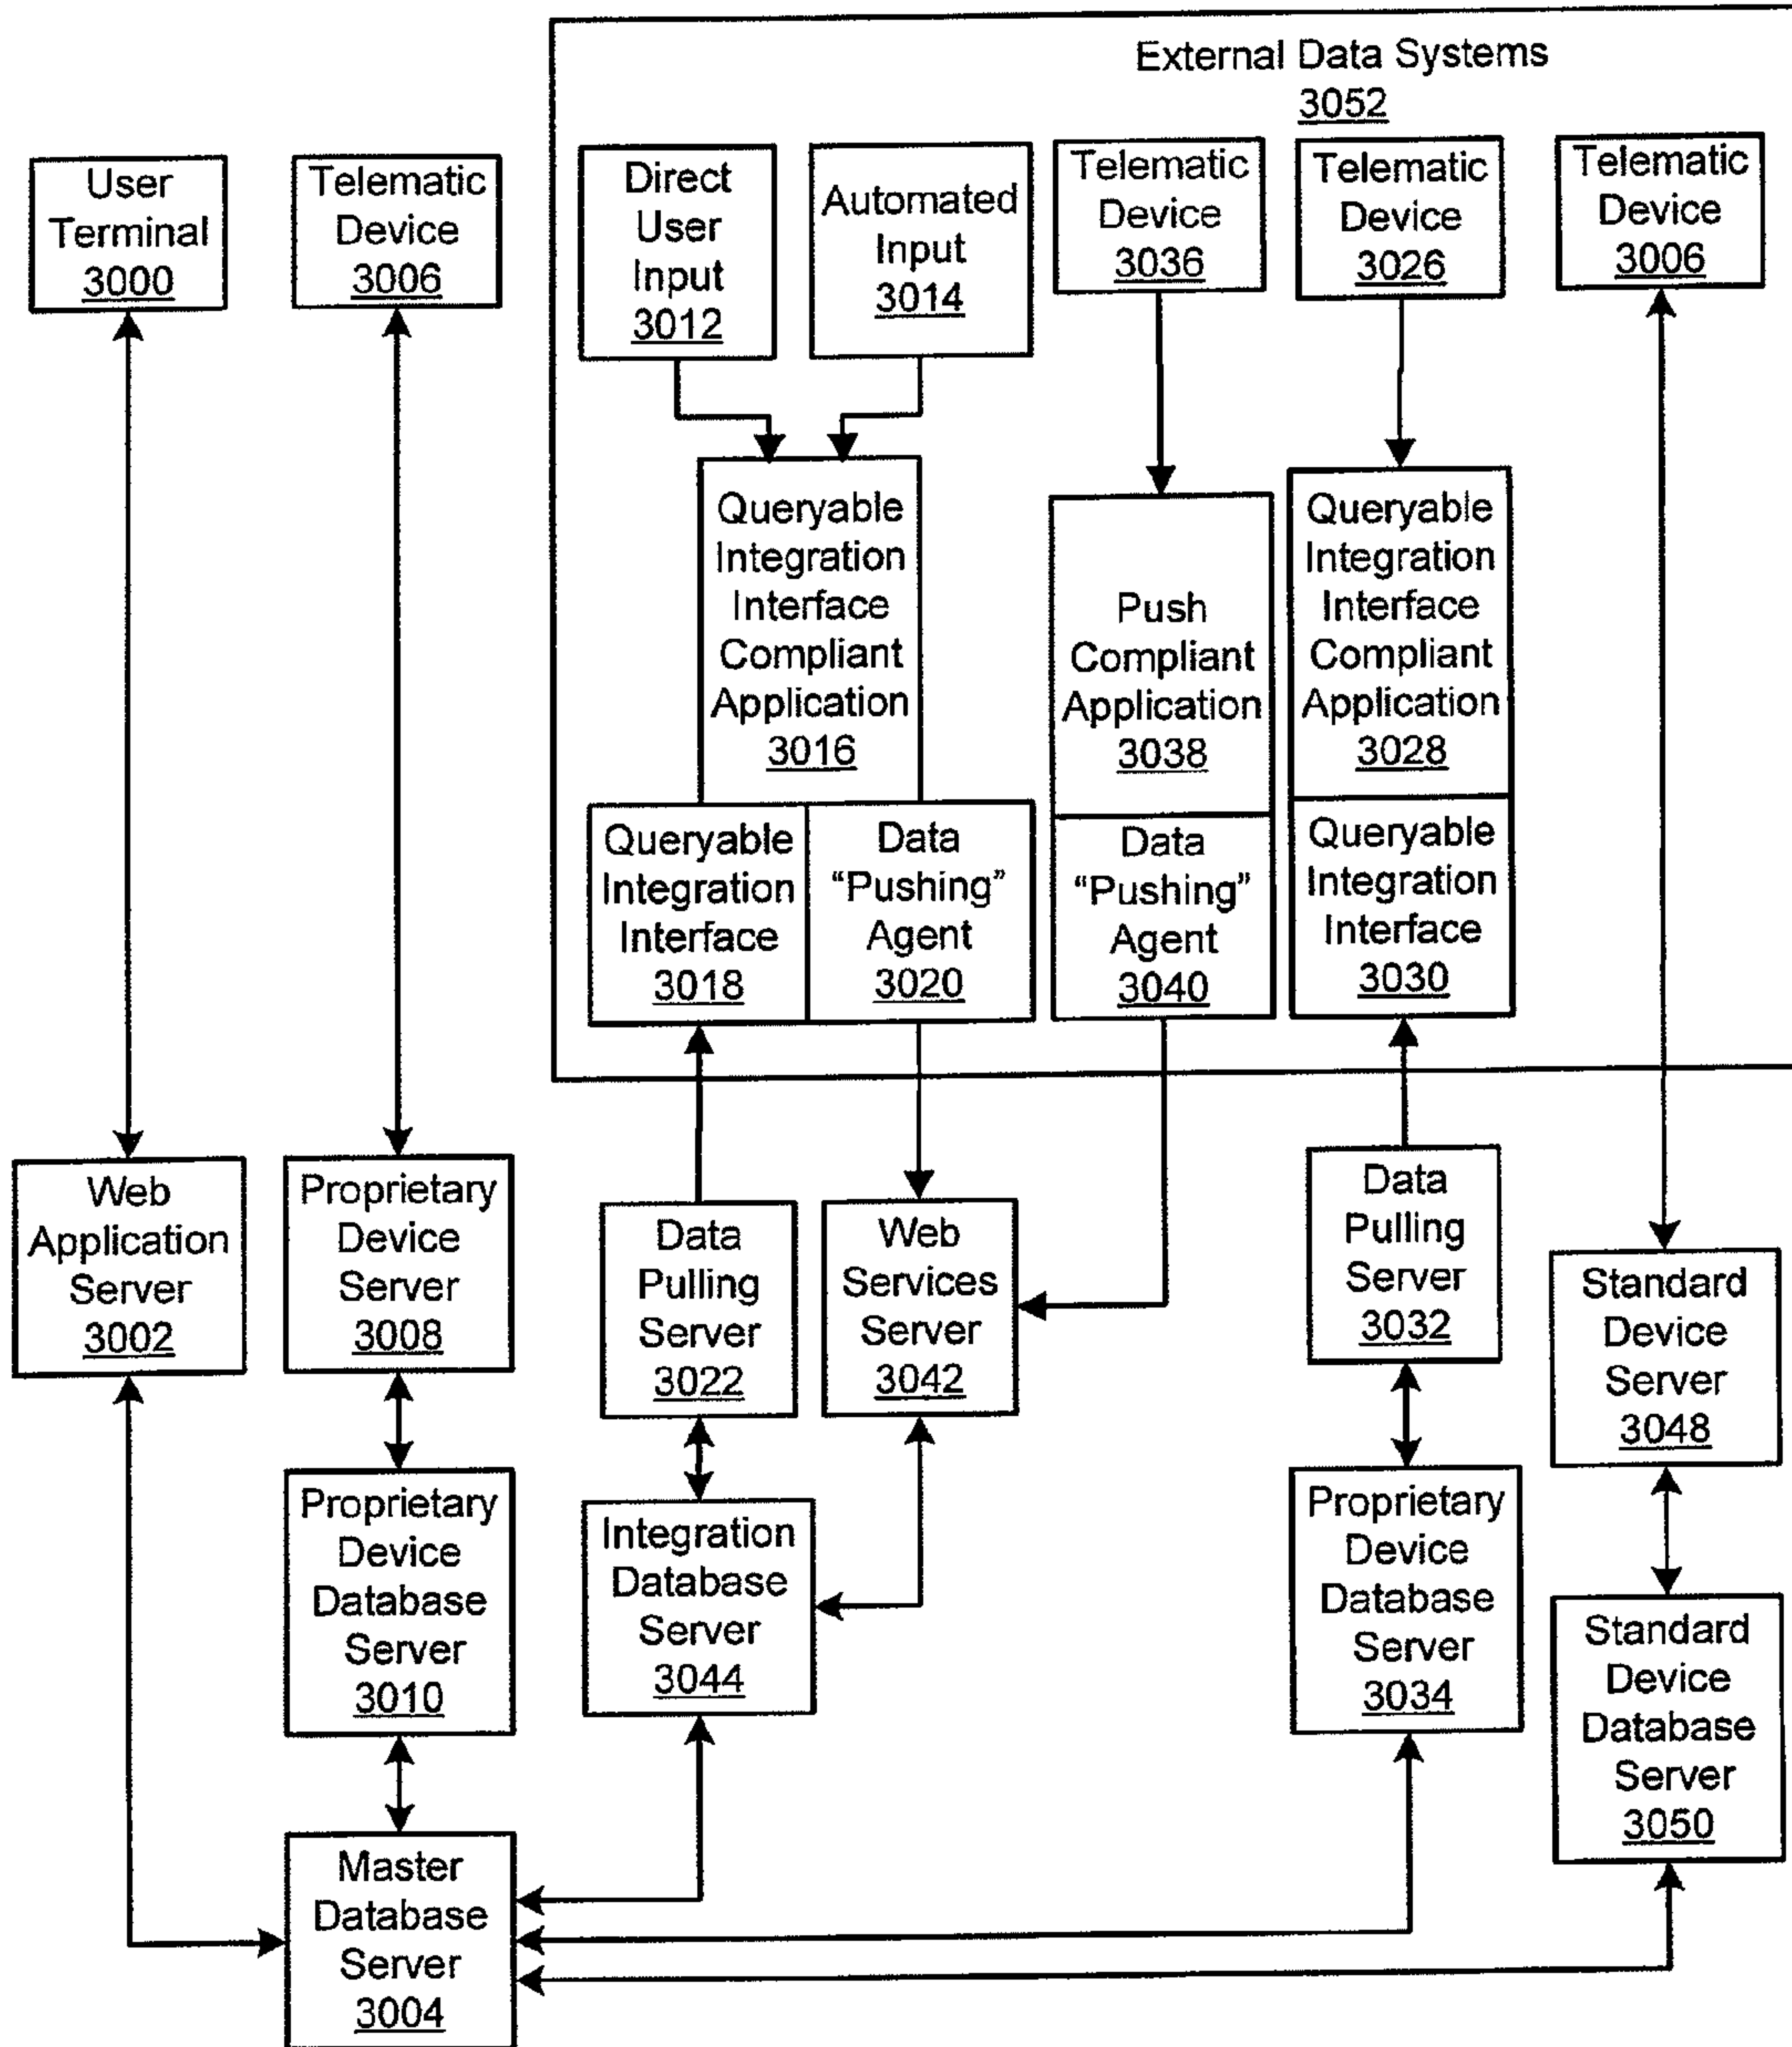 External Data Systems
3052
User
Terminal
3000
Telematic
Device
3006
Direct
User
Input
3012
Automated
Input
3014
Telematic
Device
3036
Telematic
Device
3026
Telematic
Device
3006
Queryable
Integration
Interface
Compliant
Application
3016
Push
Compliant
Application
3038
Queryable
Integration
Interface
Compliant
Application
3028
Queryable
Integration
Interface
3018
Data
“Pushing”
Agent
3020
Data
“Pushing”
Agent
3040
Queryable
Integration
Interface
3030
Web
Application
Server
3002
Proprietary
Device
Server
3008
Data
Pulling
Server
3022
Web
Services
Server
3042
Data
Pulling
Server
3032
Standard
Device
Server
3048
Proprietary
Device
Database
Server
3010
Integration
Database
Server
3044
Proprietary
Device
Database
Server
3034
Standard
Device
Database
Server
3050
Master
Database
Server
3004